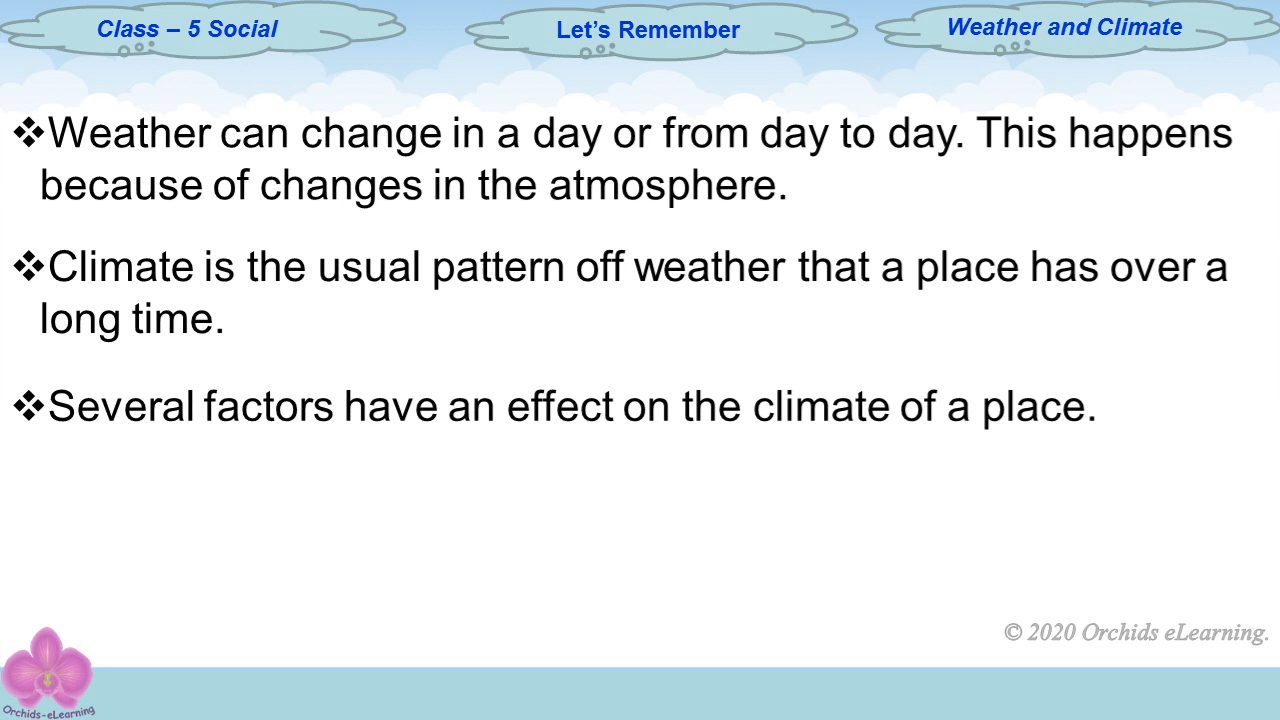 Class – 5 Social
Let's Remember
Weather and Climate
❖Weather can change in a day or from day to day. This happens
because of changes in the atmosphere.
❖Climate is the usual pattern off weather that a place has over a
long time.
❖Several factors have an effect on the climate of a place.
© 2020 Orchids eLearning.
Orchids-eLearning